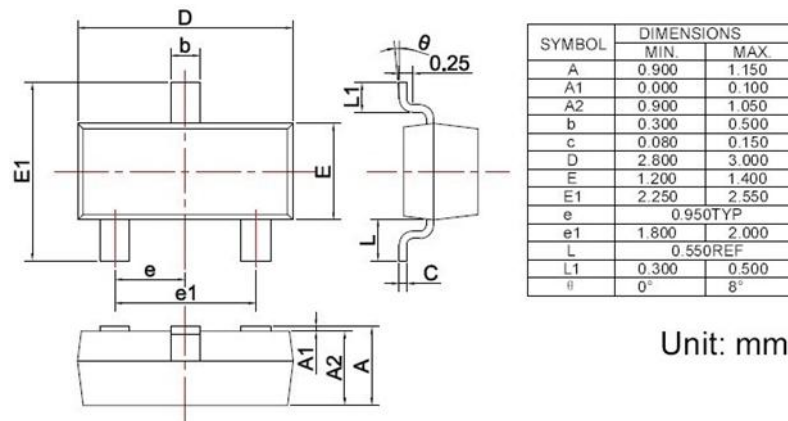 D
b
θ
0.25
L1
E1
E
L
C
e
e1
A1
A2
A
SYMBOL DIMENSIONS
MIN. MAX.
A 0.900 1.150
A1 0.000 0.100
A2 0.900 1.050
b 0.300 0.500
c 0.080 0.150
D 2.800 3.000
E 1.200 1.400
E1 2.250 2.550
e 0.950TYP
e1 1.800 2.000
L 0.550REF
L1 0.300 0.500
θ 0° 8°
Unit: mm